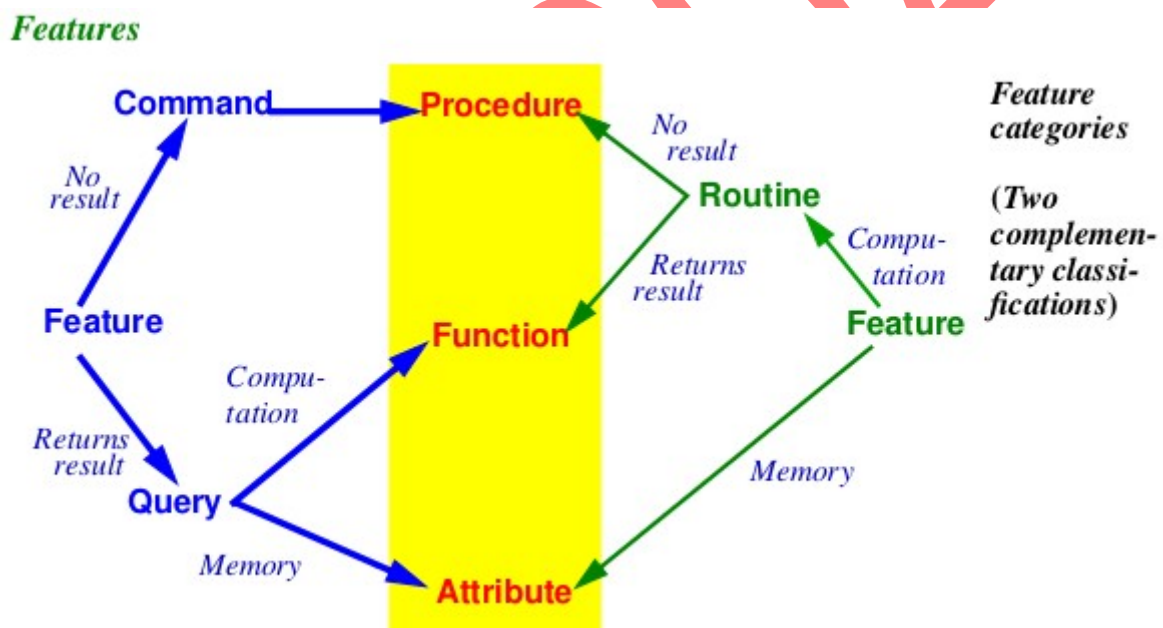 Features
Command
Procedure
Feature
categories
No
result
No
result
Routine
(Two
complemen-
tary classi-
fications)
Compu-
tation
Returns
result
Feature
Function
Feature
Compu-
tation
Returns
result
Memory
Query
Memory
Attribute